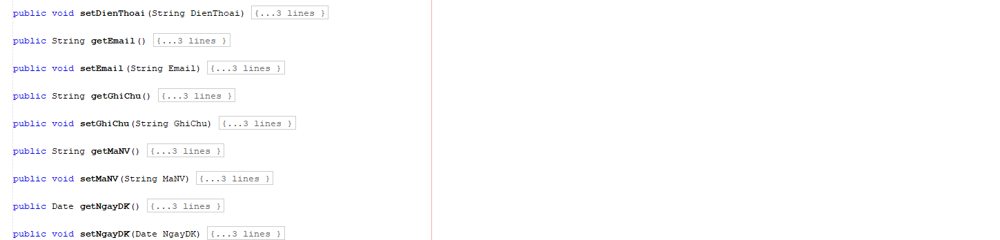 public void setDienThoai(String DienThoai) {...3 lines }
public String getEmail() {...3 lines }
public void setEmail(String Email) {...3 lines }
public String getGhiChu() {...3 lines }
public void setGhiChu(String GhiChu) {...3 lines }
public String getMaNV() {...3 lines }
public void setMaNV(String MaNV) {...3 lines }
public Date getNgayDK() {...3 lines }
public void setNgayDK(Date NgayDK) {...3 lines }